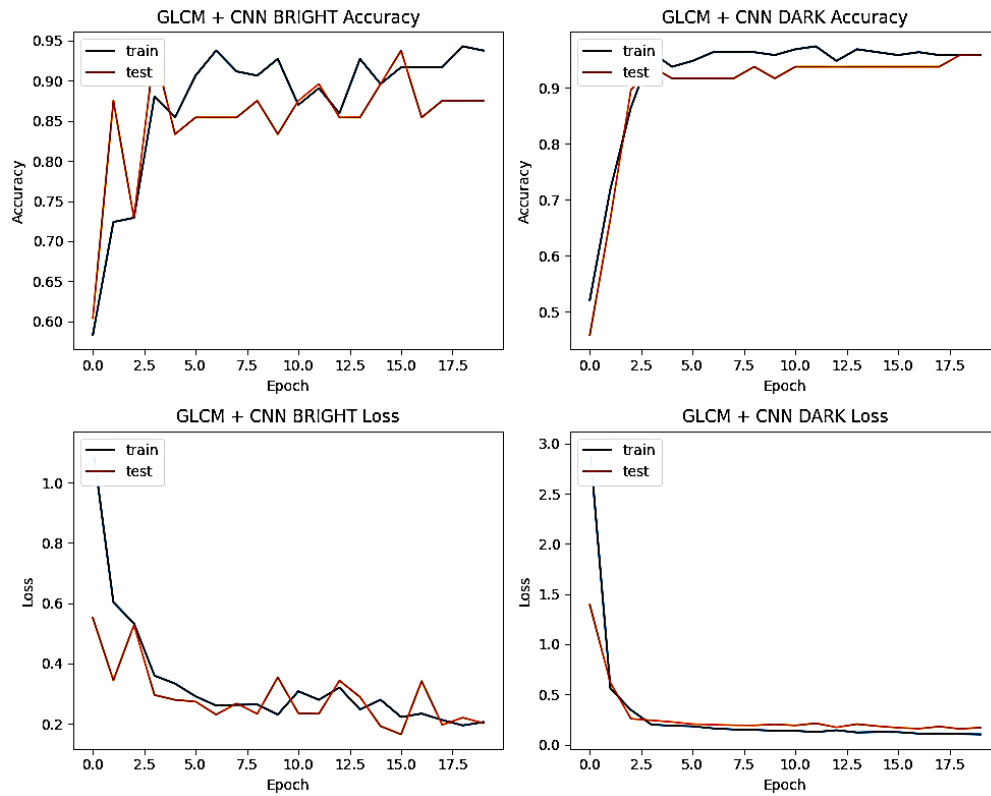 GLCM + CNN BRIGHT Accuracy
train
test
0.95
0.90
0.85
0.80
0.75
0.70
0.65
0.60
Accuracy
0.0 2.5 5.0 7.5 10.0 12.5 15.0 17.5
Epoch
GLCM + CNN DARK Accuracy
train
test
0.9
0.8
0.7
0.6
0.5
Accuracy
0.0 2.5 5.0 7.5 10.0 12.5 15.0 17.5
Epoch
GLCM + CNN BRIGHT Loss
train
test
1.0
0.8
0.6
0.4
0.2
Loss
0.0 2.5 5.0 7.5 10.0 12.5 15.0 17.5
Epoch
GLCM + CNN DARK Loss
train
test
3.0
2.5
2.0
1.5
1.0
0.5
0.0
Loss
0.0 2.5 5.0 7.5 10.0 12.5 15.0 17.5
Epoch